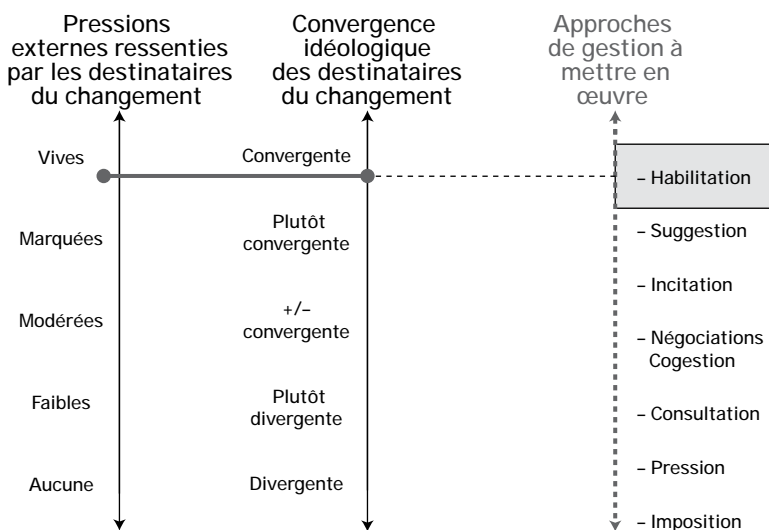 Pressions
externes ressenties
par les destinataires
du changement
Convergence
idéologique
des destinataires
du changement
Approches
de gestion à
mettre en
œuvre
Vives
Convergente
– Habilitation
Marquées
Plutôt
convergente
– Suggestion
– Incitation
Modérées
+/–
convergente
– Négociations
Cogestion
Faibles
Plutôt
divergente
– Consultation
– Pression
Aucune
Divergente
– Imposition